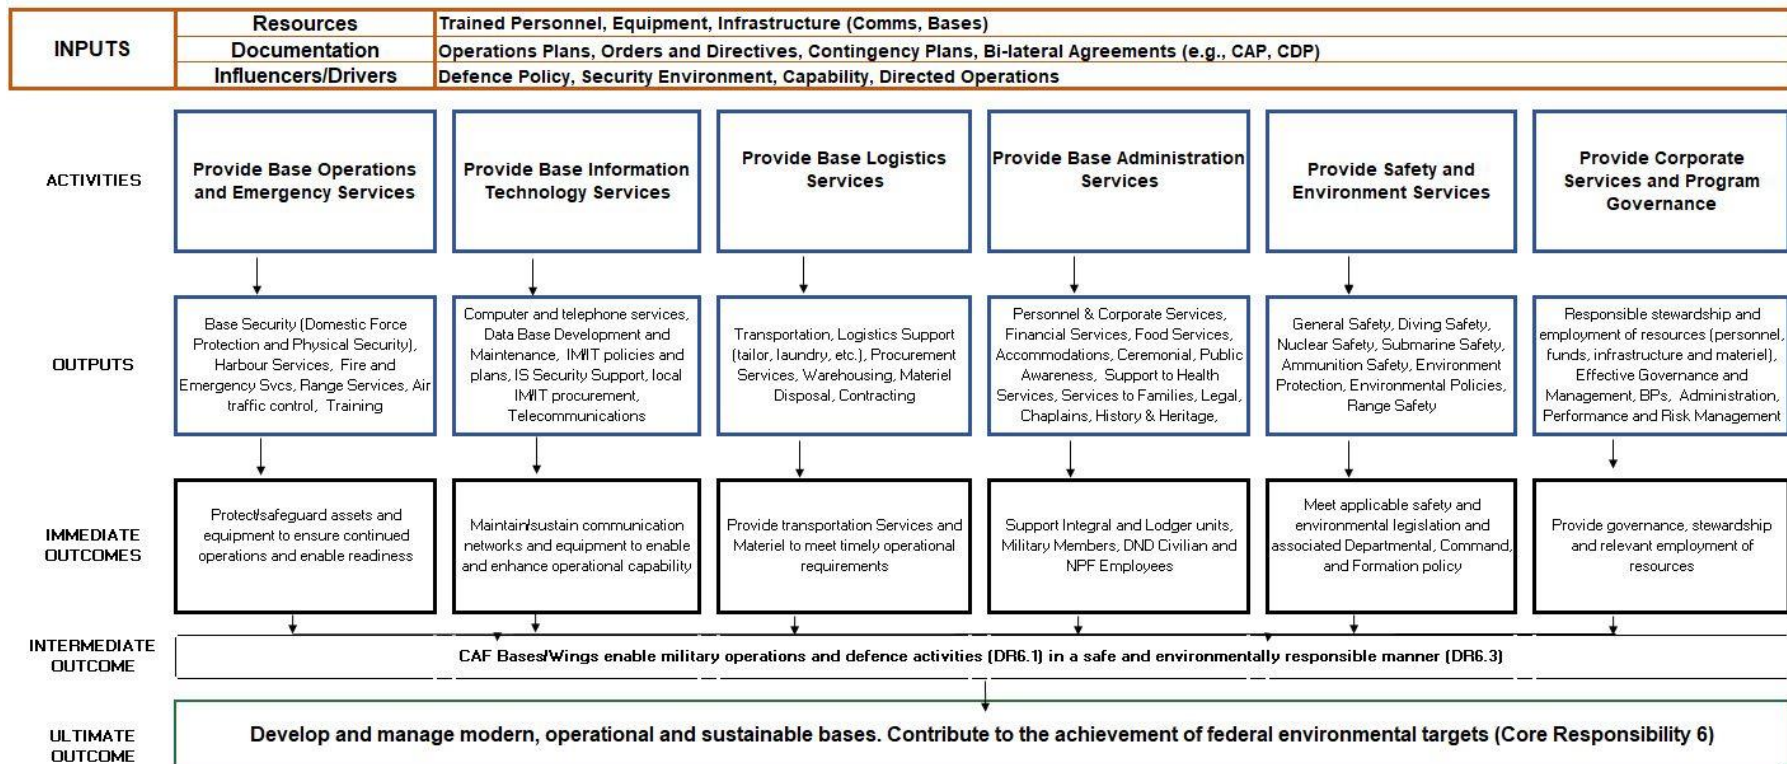 INPUTS
Resources
Trained Personnel, Equipment, Infrastructure (Comms, Bases)
Documentation
Operations Plans, Orders and Directives, Contingency Plans, Bi-lateral Agreements (e.g., CAP, CDP)
Influencers/Drivers
Defence Policy, Security Environment, Capability, Directed Operations
ACTIVITIES
Provide Base Operations
and Emergency Services
Provide Base Information
Technology Services
Provide Base Logistics
Services
Provide Base Administration
Services
Provide Safety and
Environment Services
Provide Corporate
Services and Program
Governance
OUTPUTS
Base Security (Domestic Force
Protection and Physical Security),
Harbour Services, Fire and
Emergency Svcs, Range Services, Air
traffic control, Training
Computer and telephone services,
Data Base Development and
Maintenance, IM/IT policies and
plans, IS Security Support, local
IM/IT procurement,
Telecommunications
Transportation, Logistics Support
(tailor, laundry, etc.), Procurement
Services, Warehousing, Materiel
Disposal, Contracting
Personnel & Corporate Services,
Financial Services, Food Services,
Accommodations, Ceremonial, Public
Awareness, Support to Health
Services, Services to Families, Legal,
Chaplains, History & Heritage,
General Safety, Diving Safety,
Nuclear Safety, Submarine Safety,
Ammunition Safety, Environment
Protection, Environmental Policies,
Range Safety
Responsible stewardship and
employment of resources (personnel,
funds, infrastructure and materiel),
Effective Governance and
Management, BPs, Administration,
Performance and Risk Management
IMMEDIATE
OUTCOMES
Protect/safeguard assets and
equipment to ensure continued
operations and enable readiness
Maintain/sustain communication
networks and equipment to enable
and enhance operational capability
Provide transportation Services and
Materiel to meet timely operational
requirements
Support Integral and Lodger units,
Military Members, DND Civilian and
NPF Employees
Meet applicable safety and
environmental legislation and
associated Departmental, Command,
and Formation policy
Provide governance, stewardship
and relevant employment of
resources
INTERMEDIATE
OUTCOME
CAF Bases/Wings enable military operations and defence activities (DR6.1) in a safe and environmentally responsible manner (DR6.3)
ULTIMATE
OUTCOME
Develop and manage modern, operational and sustainable bases. Contribute to the achievement of federal environmental targets (Core Responsibility 6)